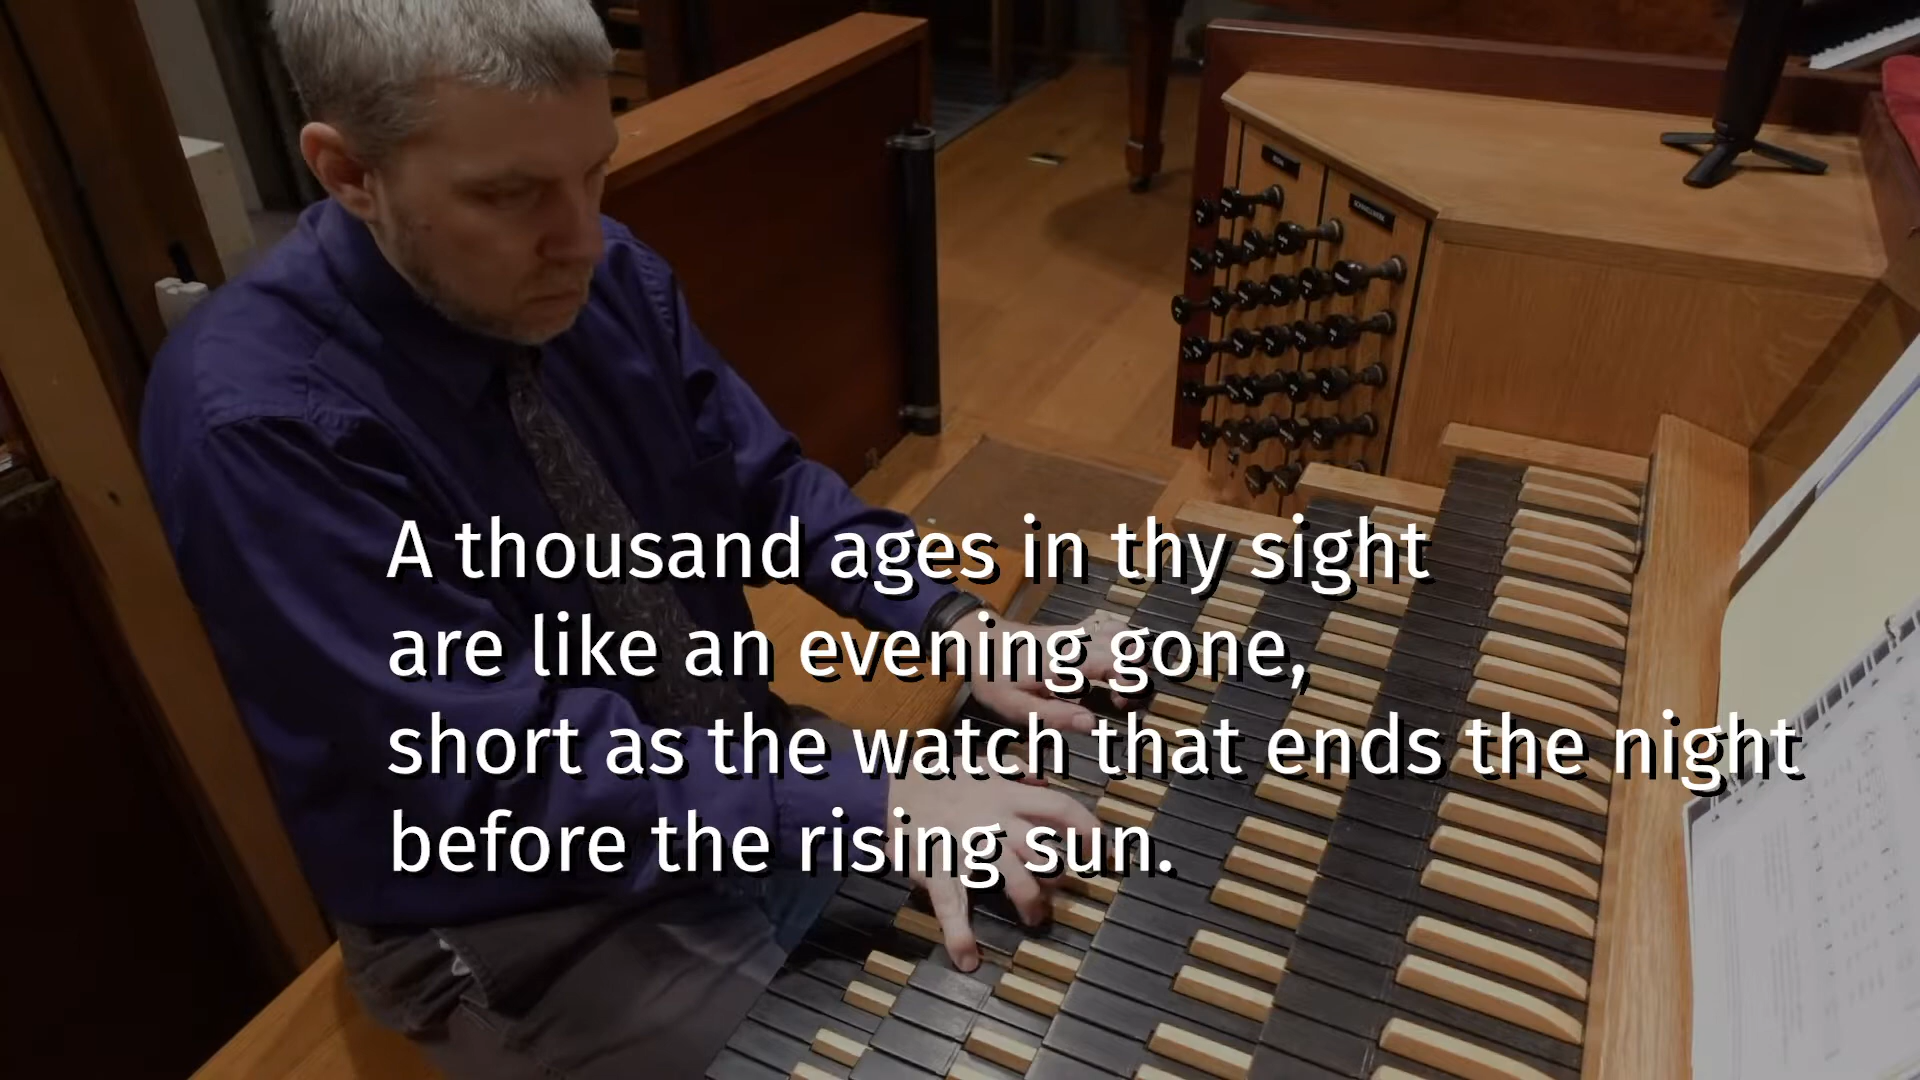 A thousand ages in thy sight
are like an evening gone,
short as the watch that ends the night
before the rising sun.